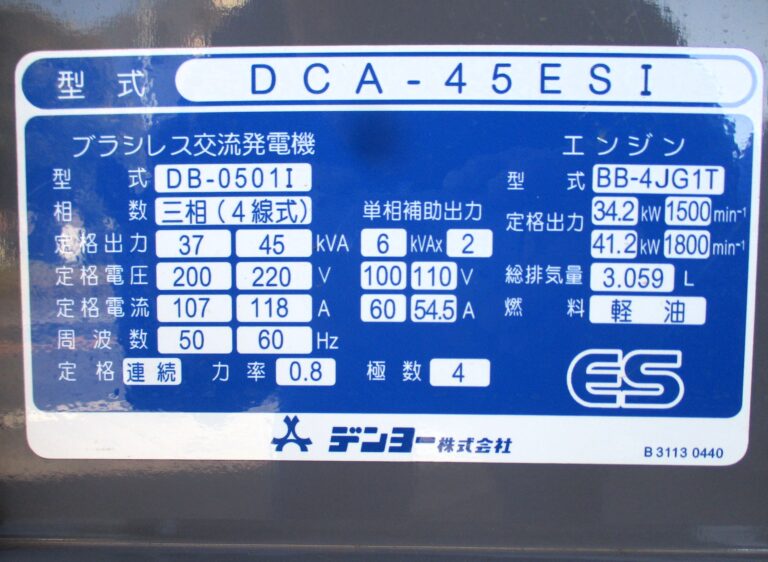 型式 DCA-45ESI
ブラシレス交流発電機
型式 DB-0501I
相数 三相(4線式) 単相補助出力
定格出力 37 45 kVA 6 kVAx 2
定格電圧 200 220 V 100 110 V
定格電流 107 118 A 60 54.5 A
周波数 50 60 Hz
定格 連続 力率 0.8 極数 4
エンジン
型式 BB-4JG1T
定格出力 34.2 kW 1500 min⁻¹
41.2 kW 1800 min⁻¹
総排気量 3.059 L
燃料 軽油
ES
デンヨー株式会社
B 3113 0440